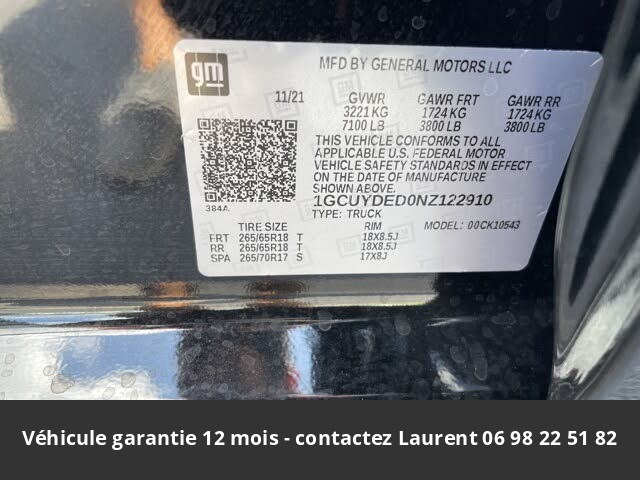 gm
MFD BY GENERAL MOTORS LLC
11/21 GVWR GAWR FRT GAWR RR
3221 KG 1724 KG 1724 KG
7100 LB 3800 LB 3800 LB
THIS VEHICLE CONFORMS TO ALL
APPLICABLE U.S. FEDERAL MOTOR
VEHICLE SAFETY STANDARDS IN EFFECT
ON THE DATE OF MANUFACTURE
SHOWN ABOVE.
384A
1GCUYDED0NZ122910
TYPE: TRUCK
TIRE SIZE RIM MODEL: 00CK10543
FRT 265/65R18 T 18X8.5J
RR 265/65R18 T 18X8.5J
SPA 265/70R17 S 17X8J
Véhicule garantie 12 mois - contactez Laurent 06 98 22 51 82